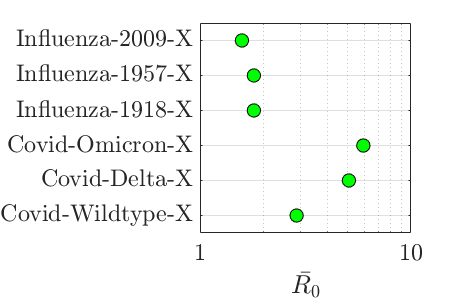 Influenza-2009-X
Influenza-1957-X
Influenza-1918-X
Covid-Omicron-X
Covid-Delta-X
Covid-Wildtype-X
1 10
R̄₀